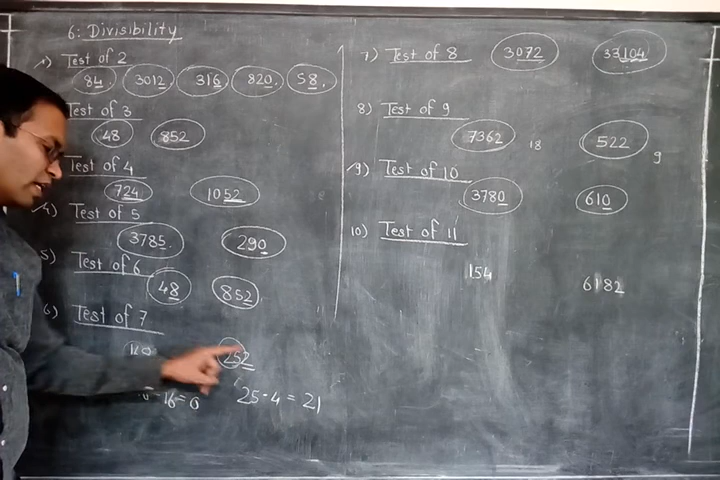 6: Divisibility
1) Test of 2
84. 3012 316 820. 58.
Test of 3
48 852
Test of 4
724 1052
4) Test of 5
3785. 290
5) Test of 6
48 852
6) Test of 7
252
16=0 25-4 = 21
7) Test of 8 3072 33104
8) Test of 9
7362 18 522 9
9) Test of 10
3780 610
10) Test of 11
154 6182